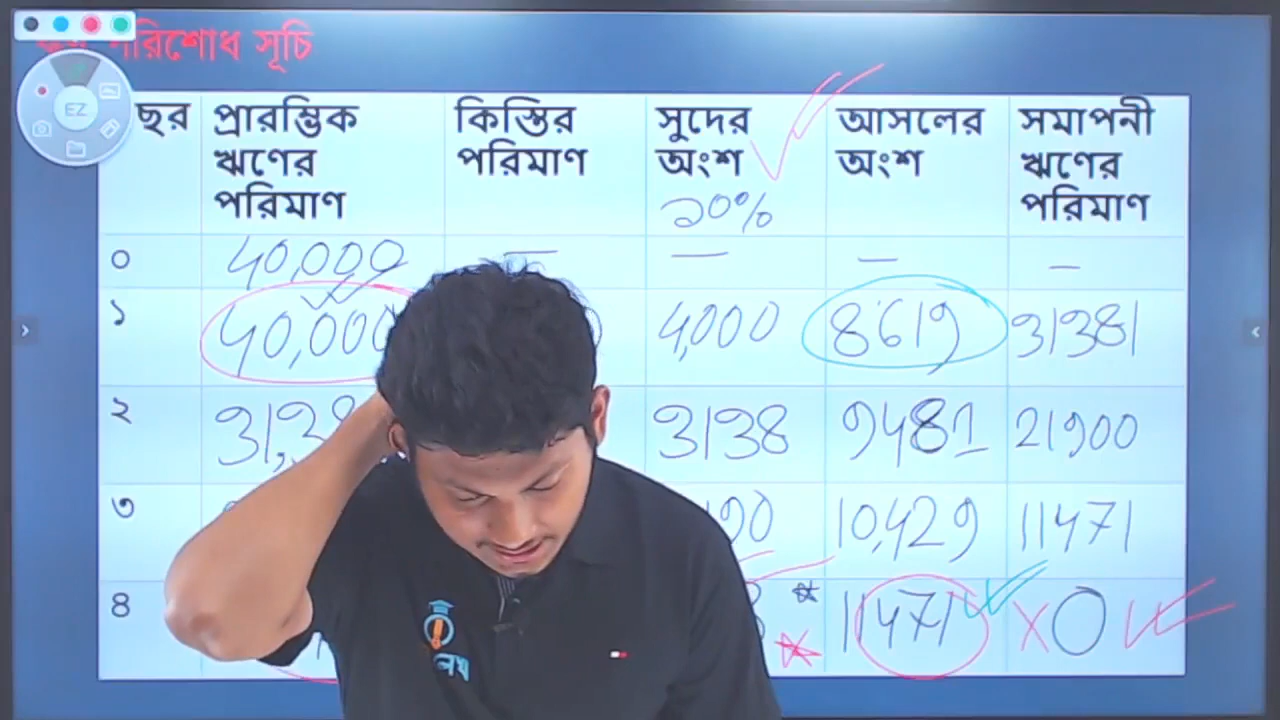 পরিশোধ সূচি
EZ
ছর প্রারম্ভিক ঋণের পরিমাণ কিস্তির পরিমাণ সুদের অংশ ১০% আসলের অংশ সমাপনী ঋণের পরিমাণ
০ 40,000 — — — —
১ 40,000 4,000 8619 31381
২ 3138 9481 21900
৩ 10,429 11471
৪ 11471 0